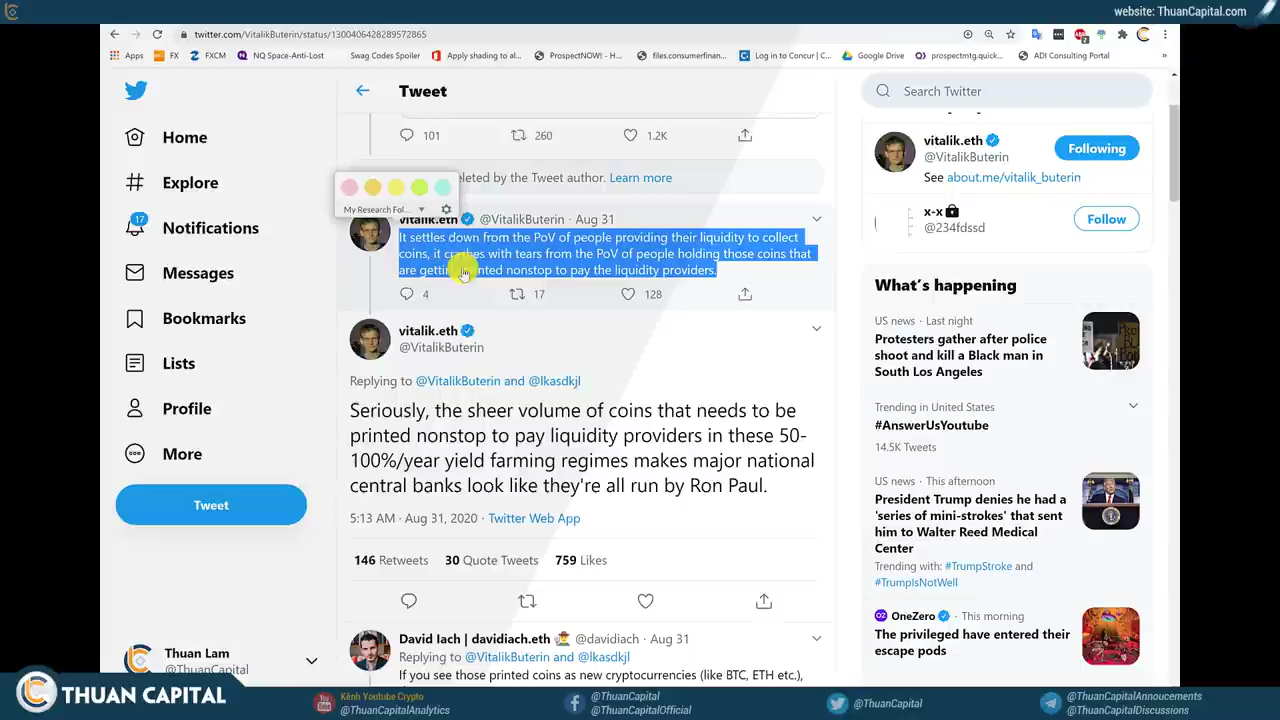 website: ThuanCapital.com
twitter.com/VitalikButerin/status/1300406428289572865
Apps
FX
FXCM
NQ Space-Anti-Lost
Swag Codes Spoiler
Apply shading to al...
ProspectNOW! – H...
files.consumerfinan...
Log in to Concur | C...
Google Drive
prospectmtg.quick...
ADI Consulting Portal
»
Home
Explore
17
Notifications
Messages
Bookmarks
Lists
Profile
More
Tweet
Thuan Lam
@ThuanCapital
Tweet
101
260
1.2K
eleted by the Tweet author. Learn more
My Research Fol...
vitalik.eth @VitalikButerin · Aug 31
It settles down from the PoV of people providing their liquidity to collect
coins, it crashes with tears from the PoV of people holding those coins that
are getting printed nonstop to pay the liquidity providers.
4
17
128
vitalik.eth
@VitalikButerin
Replying to @VitalikButerin and @lkasdkjl
Seriously, the sheer volume of coins that needs to be
printed nonstop to pay liquidity providers in these 50-
100%/year yield farming regimes makes major national
central banks look like they're all run by Ron Paul.
5:13 AM · Aug 31, 2020 · Twitter Web App
146 Retweets 30 Quote Tweets 759 Likes
David Iach | davidiach.eth @davidiach · Aug 31
Replying to @VitalikButerin and @lkasdkjl
If you see those printed coins as new cryptocurrencies (like BTC, ETH etc.),
Search Twitter
vitalik.eth
@VitalikButerin
Following
See about.me/vitalik_buterin
x-x
@234fdssd
Follow
What's happening
US news · Last night
Protesters gather after police
shoot and kill a Black man in
South Los Angeles
Trending in United States
#AnswerUsYoutube
14.5K Tweets
US news · This afternoon
President Trump denies he had a
'series of mini-strokes' that sent
him to Walter Reed Medical
Center
Trending with: #TrumpStroke and
#TrumpIsNotWell
OneZero · This morning
The privileged have entered their
escape pods
THUAN CAPITAL
Kênh Youtube Crypto
@ThuanCapitalAnalytics
@ThuanCapital
@ThuanCapitalOfficial
@ThuanCapital
@ThuanCapitalAnnoucements
@ThuanCapitalDiscussions